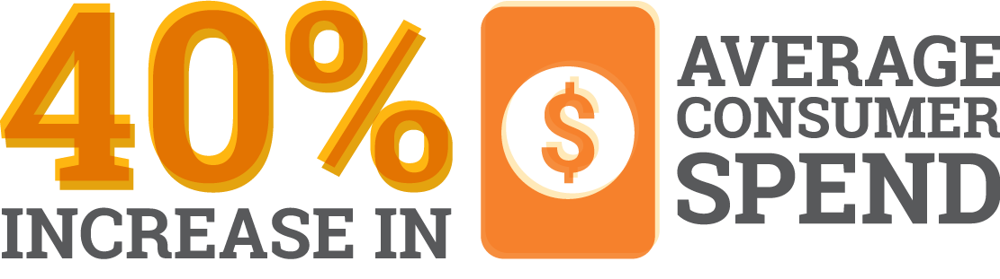 40%
INCREASE IN
$
AVERAGE
CONSUMER
SPEND